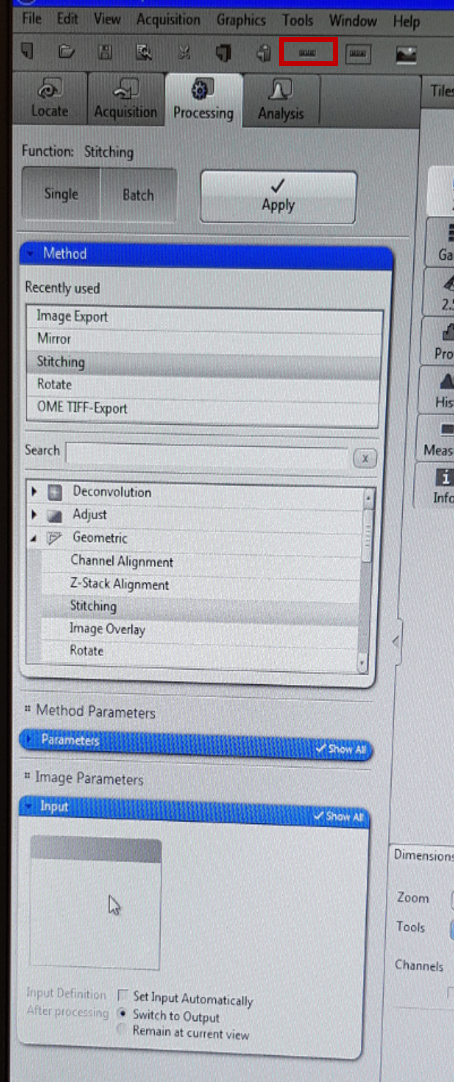 File Edit View Acquisition Graphics Tools Window Help
Locate Acquisition Processing Analysis
Tiles
Function: Stitching
Single Batch Apply
Method
Recently used
Image Export
Mirror
Stitching
Rotate
OME TIFF-Export
Search x
Deconvolution
Adjust
Geometric
Channel Alignment
Z-Stack Alignment
Stitching
Image Overlay
Rotate
Ga
2.
Pro
His
Meas
Info
Method Parameters
Parameters Show All
Image Parameters
Input Show All
Input Definition Set Input Automatically
After processing Switch to Output
Remain at current view
Dimensions
Zoom
Tools
Channels